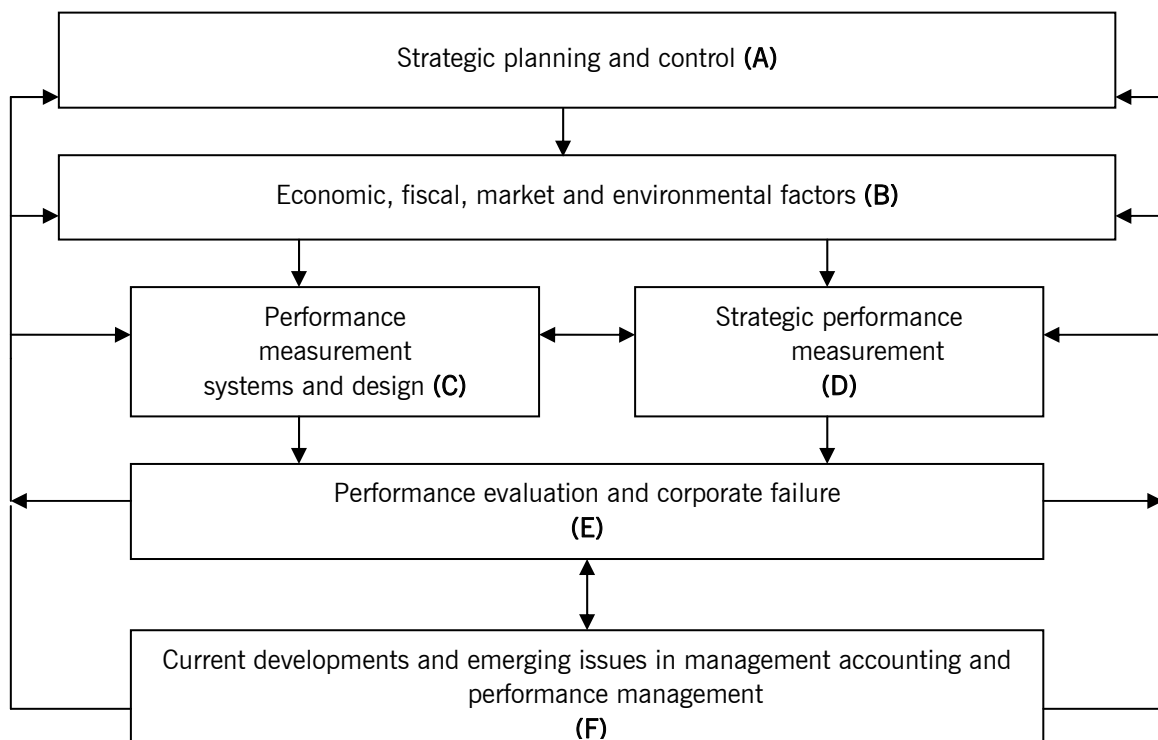 Strategic planning and control (A)
Economic, fiscal, market and environmental factors (B)
Performance
measurement
systems and design (C)
Strategic performance
measurement
(D)
Performance evaluation and corporate failure
(E)
Current developments and emerging issues in management accounting and
performance management
(F)